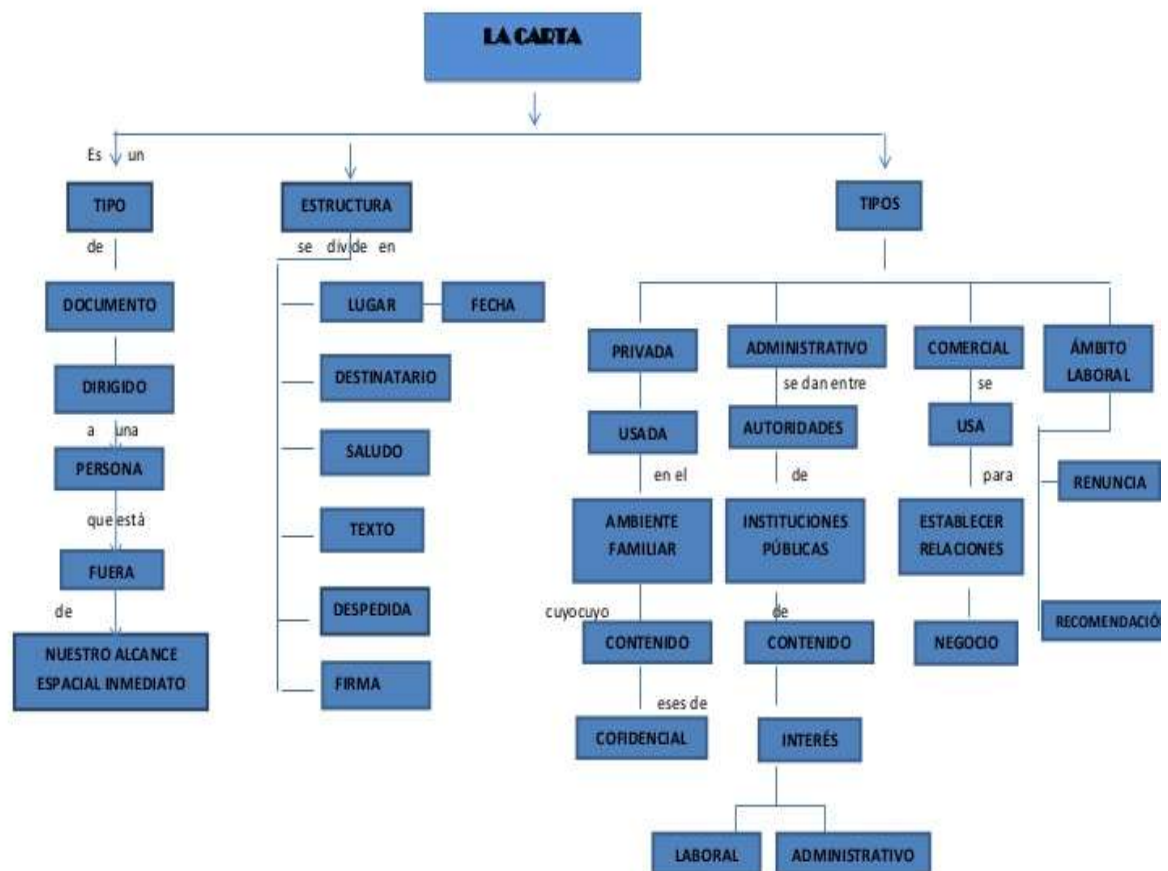 LA CARTA
Es un
TIPO
de
DOCUMENTO
DIRIGIDO
a una
PERSONA
que está
FUERA
de
NUESTRO ALCANCE
ESPACIAL INMEDIATO
ESTRUCTURA
se divide en
LUGAR
FECHA
DESTINATARIO
SALUDO
TEXTO
DESPEDIDA
FIRMA
TIPOS
PRIVADA
USADA
en el
AMBIENTE
FAMILIAR
cuyocuyo
CONTENIDO
eses de
COFIDENCIAL
ADMINISTRATIVO
se dan entre
AUTORIDADES
de
INSTITUCIONES
PÚBLICAS
de
CONTENIDO
INTERÉS
LABORAL
ADMINISTRATIVO
COMERCIAL
se
USA
para
ESTABLECER
RELACIONES
NEGOCIO
ÁMBITO
LABORAL
RENUNCIA
RECOMENDACIÓN